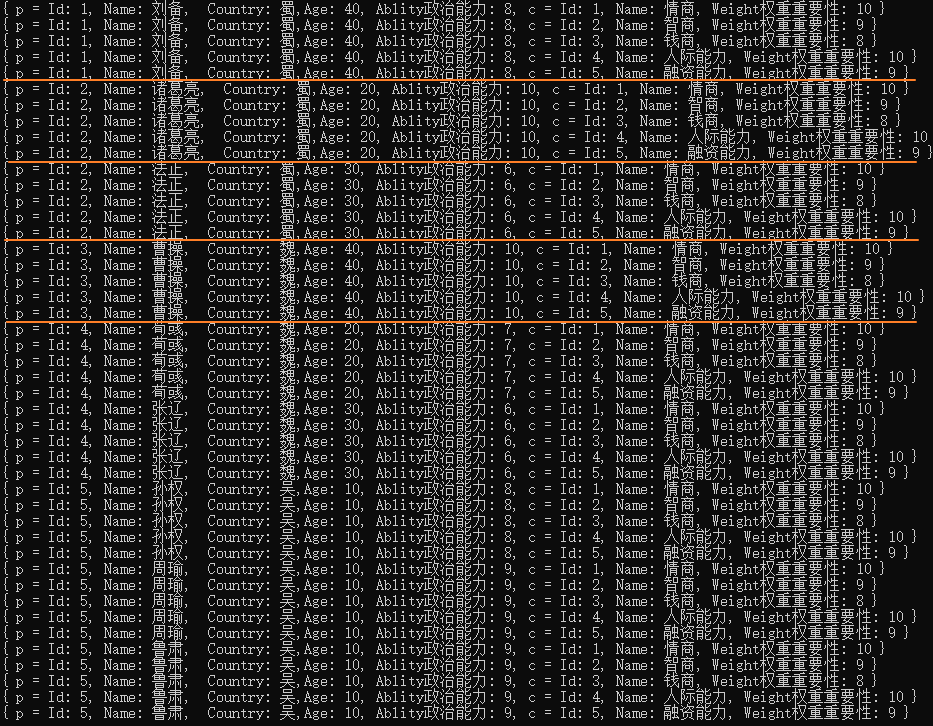 { p = Id: 1, Name: 刘备,  Country: 蜀,Age: 40, Ablity政治能力: 8, c = Id: 1, Name: 情商, Weight权重重要性: 10 }
{ p = Id: 1, Name: 刘备,  Country: 蜀,Age: 40, Ablity政治能力: 8, c = Id: 2, Name: 智商, Weight权重重要性: 9 }
{ p = Id: 1, Name: 刘备,  Country: 蜀,Age: 40, Ablity政治能力: 8, c = Id: 3, Name: 钱商, Weight权重重要性: 8 }
{ p = Id: 1, Name: 刘备,  Country: 蜀,Age: 40, Ablity政治能力: 8, c = Id: 4, Name: 人际能力, Weight权重重要性: 10 }
{ p = Id: 1, Name: 刘备,  Country: 蜀,Age: 40, Ablity政治能力: 8, c = Id: 5, Name: 融资能力, Weight权重重要性: 9 }
{ p = Id: 2, Name: 诸葛亮,  Country: 蜀,Age: 20, Ablity政治能力: 10, c = Id: 1, Name: 情商, Weight权重重要性: 10 }
{ p = Id: 2, Name: 诸葛亮,  Country: 蜀,Age: 20, Ablity政治能力: 10, c = Id: 2, Name: 智商, Weight权重重要性: 9 }
{ p = Id: 2, Name: 诸葛亮,  Country: 蜀,Age: 20, Ablity政治能力: 10, c = Id: 3, Name: 钱商, Weight权重重要性: 8 }
{ p = Id: 2, Name: 诸葛亮,  Country: 蜀,Age: 20, Ablity政治能力: 10, c = Id: 4, Name: 人际能力, Weight权重重要性: 10
{ p = Id: 2, Name: 诸葛亮,  Country: 蜀,Age: 20, Ablity政治能力: 10, c = Id: 5, Name: 融资能力, Weight权重重要性: 9 }
{ p = Id: 2, Name: 法正,  Country: 蜀,Age: 30, Ablity政治能力: 6, c = Id: 1, Name: 情商, Weight权重重要性: 10 }
{ p = Id: 2, Name: 法正,  Country: 蜀,Age: 30, Ablity政治能力: 6, c = Id: 2, Name: 智商, Weight权重重要性: 9 }
{ p = Id: 2, Name: 法正,  Country: 蜀,Age: 30, Ablity政治能力: 6, c = Id: 3, Name: 钱商, Weight权重重要性: 8 }
{ p = Id: 2, Name: 法正,  Country: 蜀,Age: 30, Ablity政治能力: 6, c = Id: 4, Name: 人际能力, Weight权重重要性: 10 }
{ p = Id: 2, Name: 法正,  Country: 蜀,Age: 30, Ablity政治能力: 6, c = Id: 5, Name: 融资能力, Weight权重重要性: 9 }
{ p = Id: 3, Name: 曹操,  Country: 魏,Age: 40, Ablity政治能力: 10, c = Id: 1, Name: 情商, Weight权重重要性: 10 }
{ p = Id: 3, Name: 曹操,  Country: 魏,Age: 40, Ablity政治能力: 10, c = Id: 2, Name: 智商, Weight权重重要性: 9 }
{ p = Id: 3, Name: 曹操,  Country: 魏,Age: 40, Ablity政治能力: 10, c = Id: 3, Name: 钱商, Weight权重重要性: 8 }
{ p = Id: 3, Name: 曹操,  Country: 魏,Age: 40, Ablity政治能力: 10, c = Id: 4, Name: 人际能力, Weight权重重要性: 10 }
{ p = Id: 3, Name: 曹操,  Country: 魏,Age: 40, Ablity政治能力: 10, c = Id: 5, Name: 融资能力, Weight权重重要性: 9 }
{ p = Id: 4, Name: 荀彧,  Country: 魏,Age: 20, Ablity政治能力: 7, c = Id: 1, Name: 情商, Weight权重重要性: 10 }
{ p = Id: 4, Name: 荀彧,  Country: 魏,Age: 20, Ablity政治能力: 7, c = Id: 2, Name: 智商, Weight权重重要性: 9 }
{ p = Id: 4, Name: 荀彧,  Country: 魏,Age: 20, Ablity政治能力: 7, c = Id: 3, Name: 钱商, Weight权重重要性: 8 }
{ p = Id: 4, Name: 荀彧,  Country: 魏,Age: 20, Ablity政治能力: 7, c = Id: 4, Name: 人际能力, Weight权重重要性: 10 }
{ p = Id: 4, Name: 荀彧,  Country: 魏,Age: 20, Ablity政治能力: 7, c = Id: 5, Name: 融资能力, Weight权重重要性: 9 }
{ p = Id: 4, Name: 张辽,  Country: 魏,Age: 30, Ablity政治能力: 6, c = Id: 1, Name: 情商, Weight权重重要性: 10 }
{ p = Id: 4, Name: 张辽,  Country: 魏,Age: 30, Ablity政治能力: 6, c = Id: 2, Name: 智商, Weight权重重要性: 9 }
{ p = Id: 4, Name: 张辽,  Country: 魏,Age: 30, Ablity政治能力: 6, c = Id: 3, Name: 钱商, Weight权重重要性: 8 }
{ p = Id: 4, Name: 张辽,  Country: 魏,Age: 30, Ablity政治能力: 6, c = Id: 4, Name: 人际能力, Weight权重重要性: 10 }
{ p = Id: 4, Name: 张辽,  Country: 魏,Age: 30, Ablity政治能力: 6, c = Id: 5, Name: 融资能力, Weight权重重要性: 9 }
{ p = Id: 5, Name: 孙权,  Country: 吴,Age: 10, Ablity政治能力: 8, c = Id: 1, Name: 情商, Weight权重重要性: 10 }
{ p = Id: 5, Name: 孙权,  Country: 吴,Age: 10, Ablity政治能力: 8, c = Id: 2, Name: 智商, Weight权重重要性: 9 }
{ p = Id: 5, Name: 孙权,  Country: 吴,Age: 10, Ablity政治能力: 8, c = Id: 3, Name: 钱商, Weight权重重要性: 8 }
{ p = Id: 5, Name: 孙权,  Country: 吴,Age: 10, Ablity政治能力: 8, c = Id: 4, Name: 人际能力, Weight权重重要性: 10 }
{ p = Id: 5, Name: 孙权,  Country: 吴,Age: 10, Ablity政治能力: 8, c = Id: 5, Name: 融资能力, Weight权重重要性: 9 }
{ p = Id: 5, Name: 周瑜,  Country: 吴,Age: 10, Ablity政治能力: 9, c = Id: 1, Name: 情商, Weight权重重要性: 10 }
{ p = Id: 5, Name: 周瑜,  Country: 吴,Age: 10, Ablity政治能力: 9, c = Id: 2, Name: 智商, Weight权重重要性: 9 }
{ p = Id: 5, Name: 周瑜,  Country: 吴,Age: 10, Ablity政治能力: 9, c = Id: 3, Name: 钱商, Weight权重重要性: 8 }
{ p = Id: 5, Name: 周瑜,  Country: 吴,Age: 10, Ablity政治能力: 9, c = Id: 4, Name: 人际能力, Weight权重重要性: 10 }
{ p = Id: 5, Name: 周瑜,  Country: 吴,Age: 10, Ablity政治能力: 9, c = Id: 5, Name: 融资能力, Weight权重重要性: 9 }
{ p = Id: 5, Name: 鲁肃,  Country: 吴,Age: 10, Ablity政治能力: 9, c = Id: 1, Name: 情商, Weight权重重要性: 10 }
{ p = Id: 5, Name: 鲁肃,  Country: 吴,Age: 10, Ablity政治能力: 9, c = Id: 2, Name: 智商, Weight权重重要性: 9 }
{ p = Id: 5, Name: 鲁肃,  Country: 吴,Age: 10, Ablity政治能力: 9, c = Id: 3, Name: 钱商, Weight权重重要性: 8 }
{ p = Id: 5, Name: 鲁肃,  Country: 吴,Age: 10, Ablity政治能力: 9, c = Id: 4, Name: 人际能力, Weight权重重要性: 10 }
{ p = Id: 5, Name: 鲁肃,  Country: 吴,Age: 10, Ablity政治能力: 9, c = Id: 5, Name: 融资能力, Weight权重重要性: 9 }